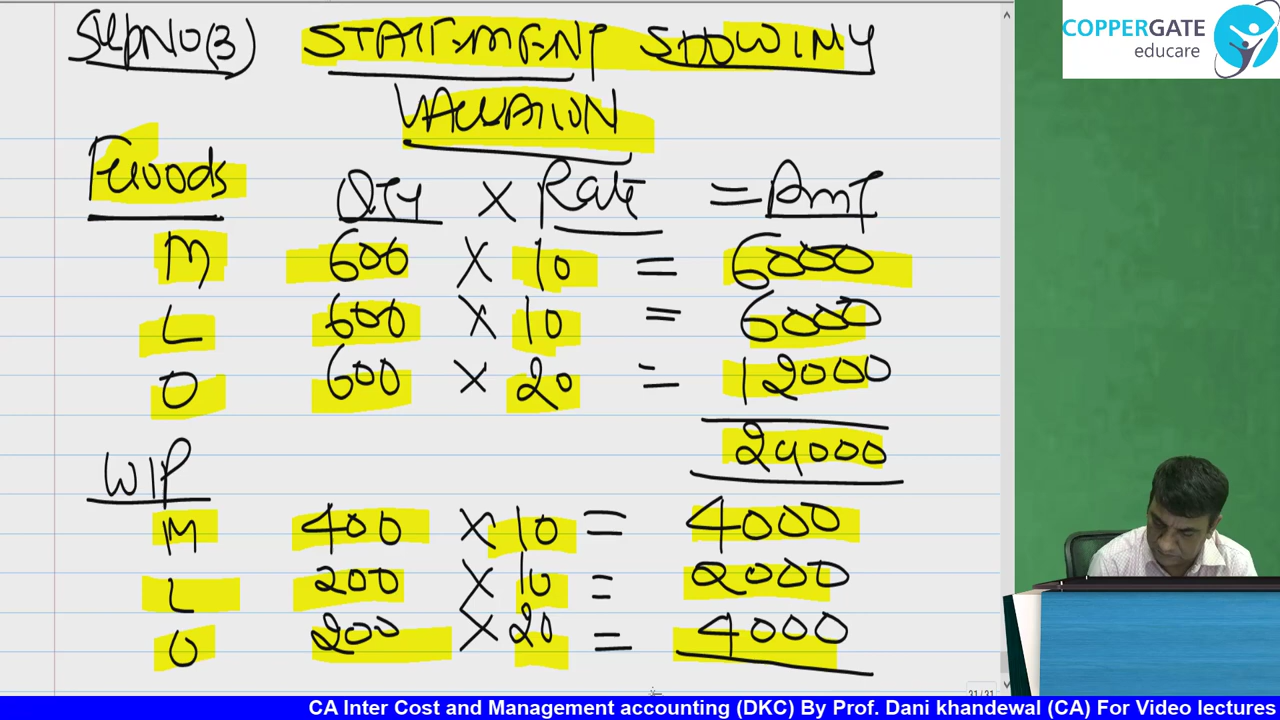 Step NO (3) STATEMENT SHOWING
VALUATION
Qty × Rate = Amt
M 600 × 10 = 6000
L 600 × 10 = 6000
O 600 × 20 = 12000
24000
WIP
M 400 × 10 = 4000
L 200 × 10 = 2000
O 200 × 20 = 4000
COPPERGATE
educare
31/31
CA Inter Cost and Management accounting (DKC) By Prof. Dani khandewal (CA) For Video lectures